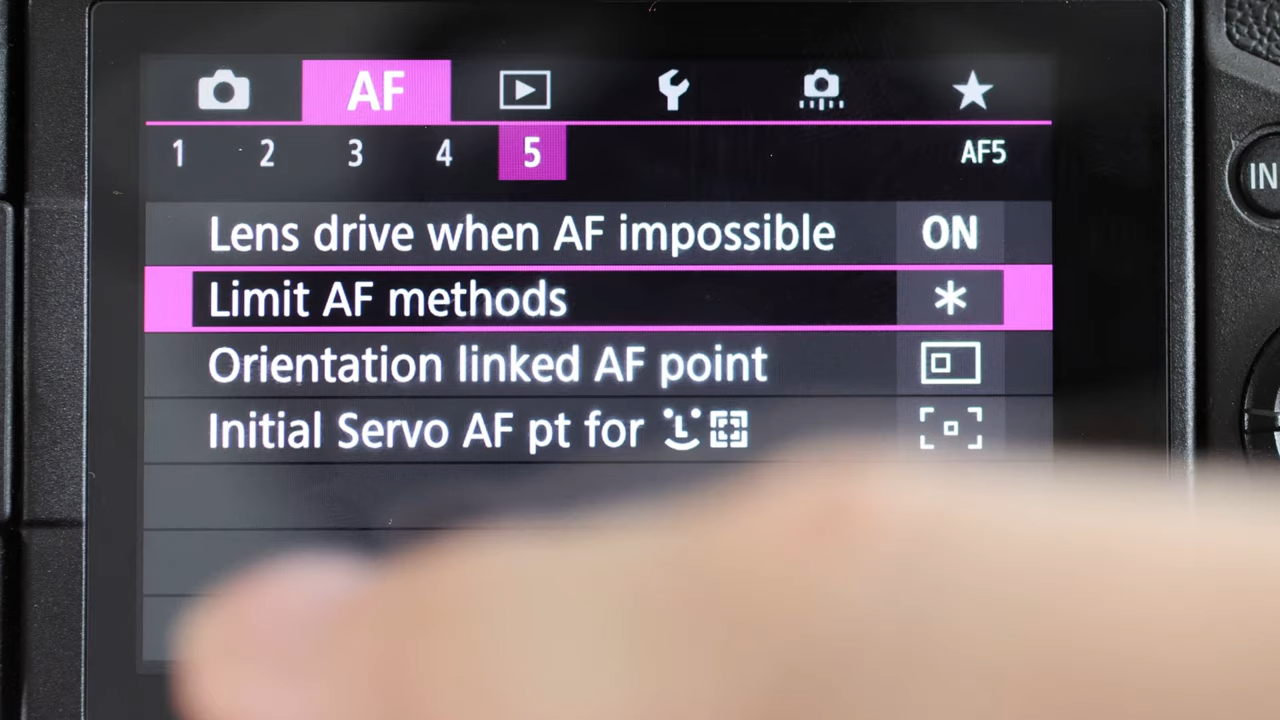 AF
1 2 3 4 5 AF5
Lens drive when AF impossible ON
Limit AF methods *
Orientation linked AF point
Initial Servo AF pt for
IN